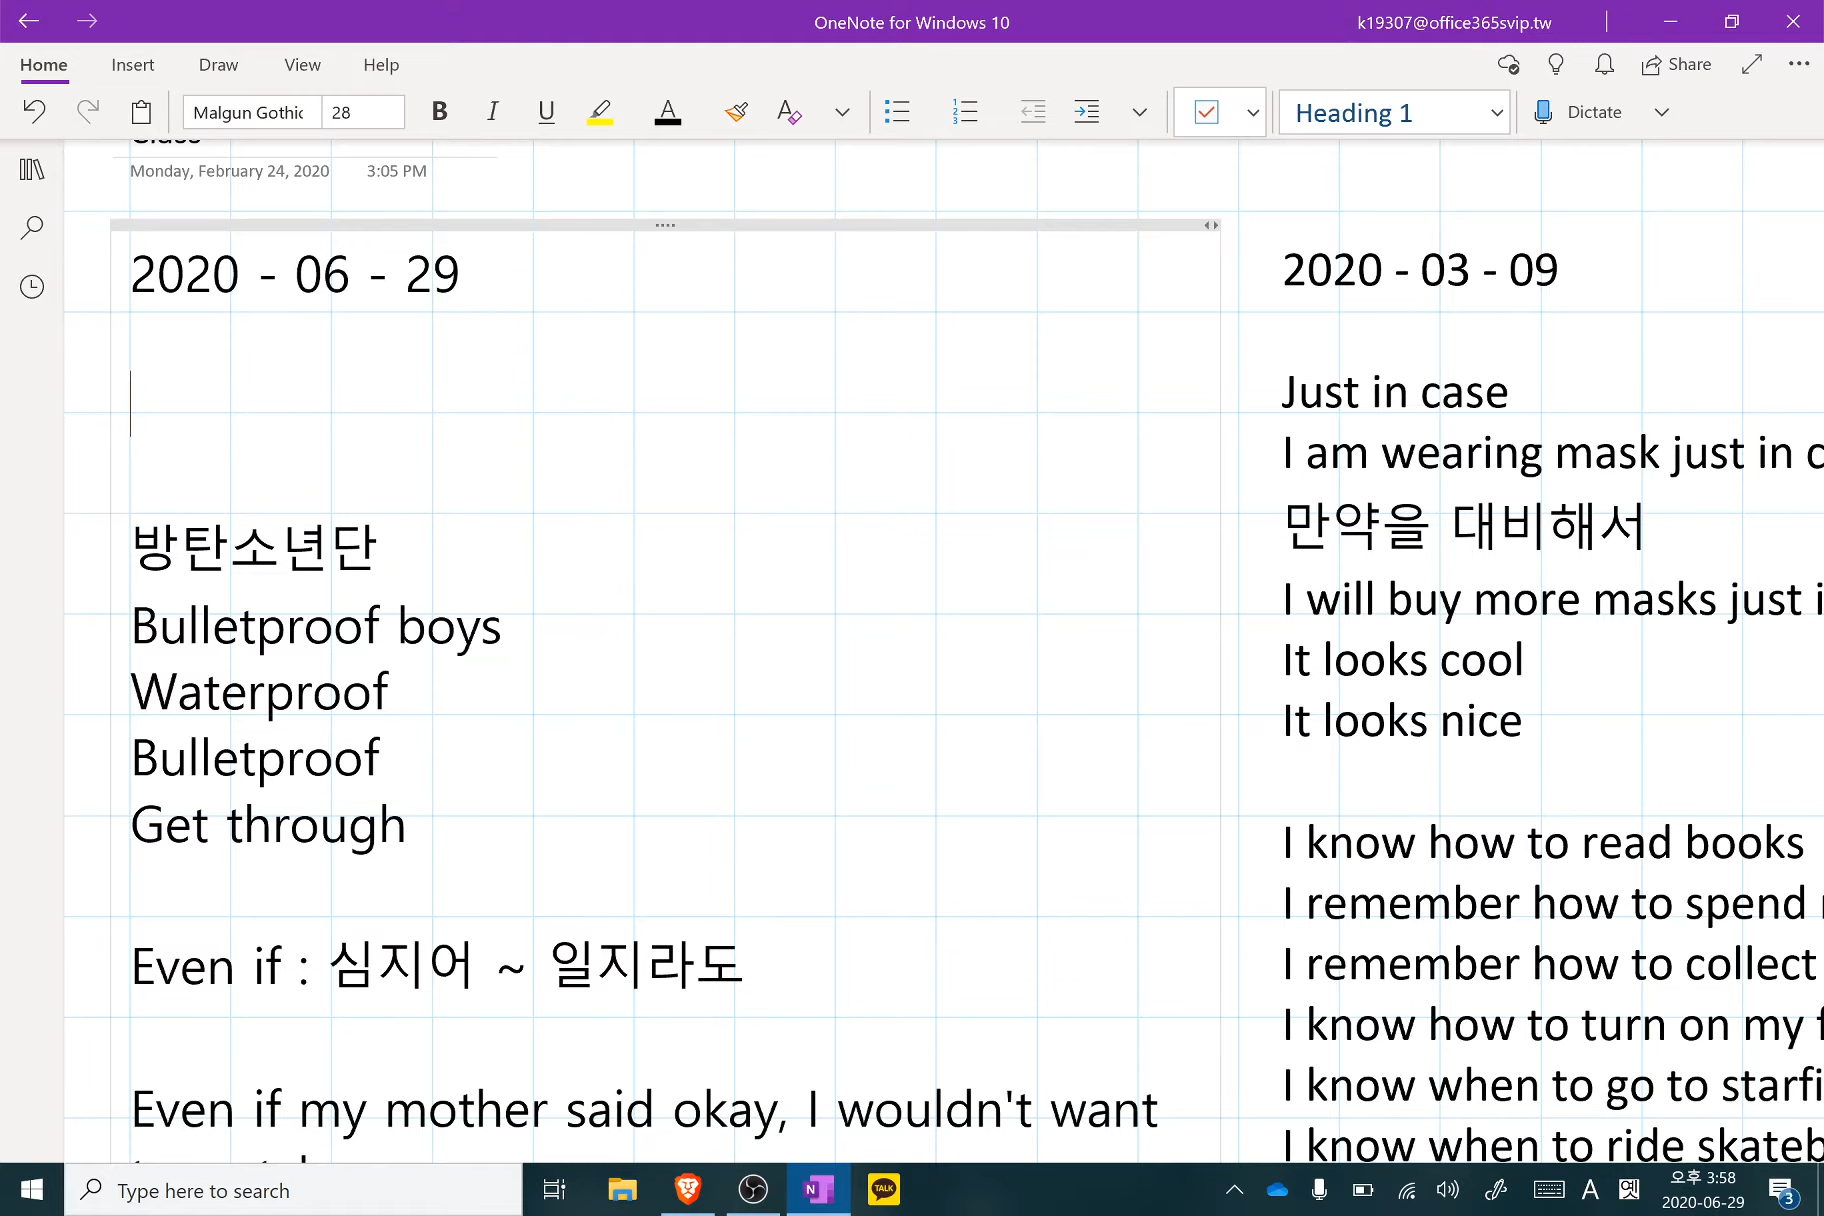 OneNote for Windows 10
k19307@office365svip.tw
Home Insert Draw View Help
Share
Malgun Gothic 28 B I U A Heading 1 Dictate
Class
Monday, February 24, 2020 3:05 PM
2020 - 06 - 29
방탄소년단
Bulletproof boys
Waterproof
Bulletproof
Get through
Even if : 심지어 ~ 일지라도
Even if my mother said okay, I wouldn't want
2020 - 03 - 09
Just in case
I am wearing mask just in c
만약을 대비해서
I will buy more masks just i
It looks cool
It looks nice
I know how to read books
I remember how to spend
I remember how to collect
I know how to turn on my f
I know when to go to starfi
I know when to ride skateb
Type here to search
TALK
A
오후 3:58
2020-06-29
3